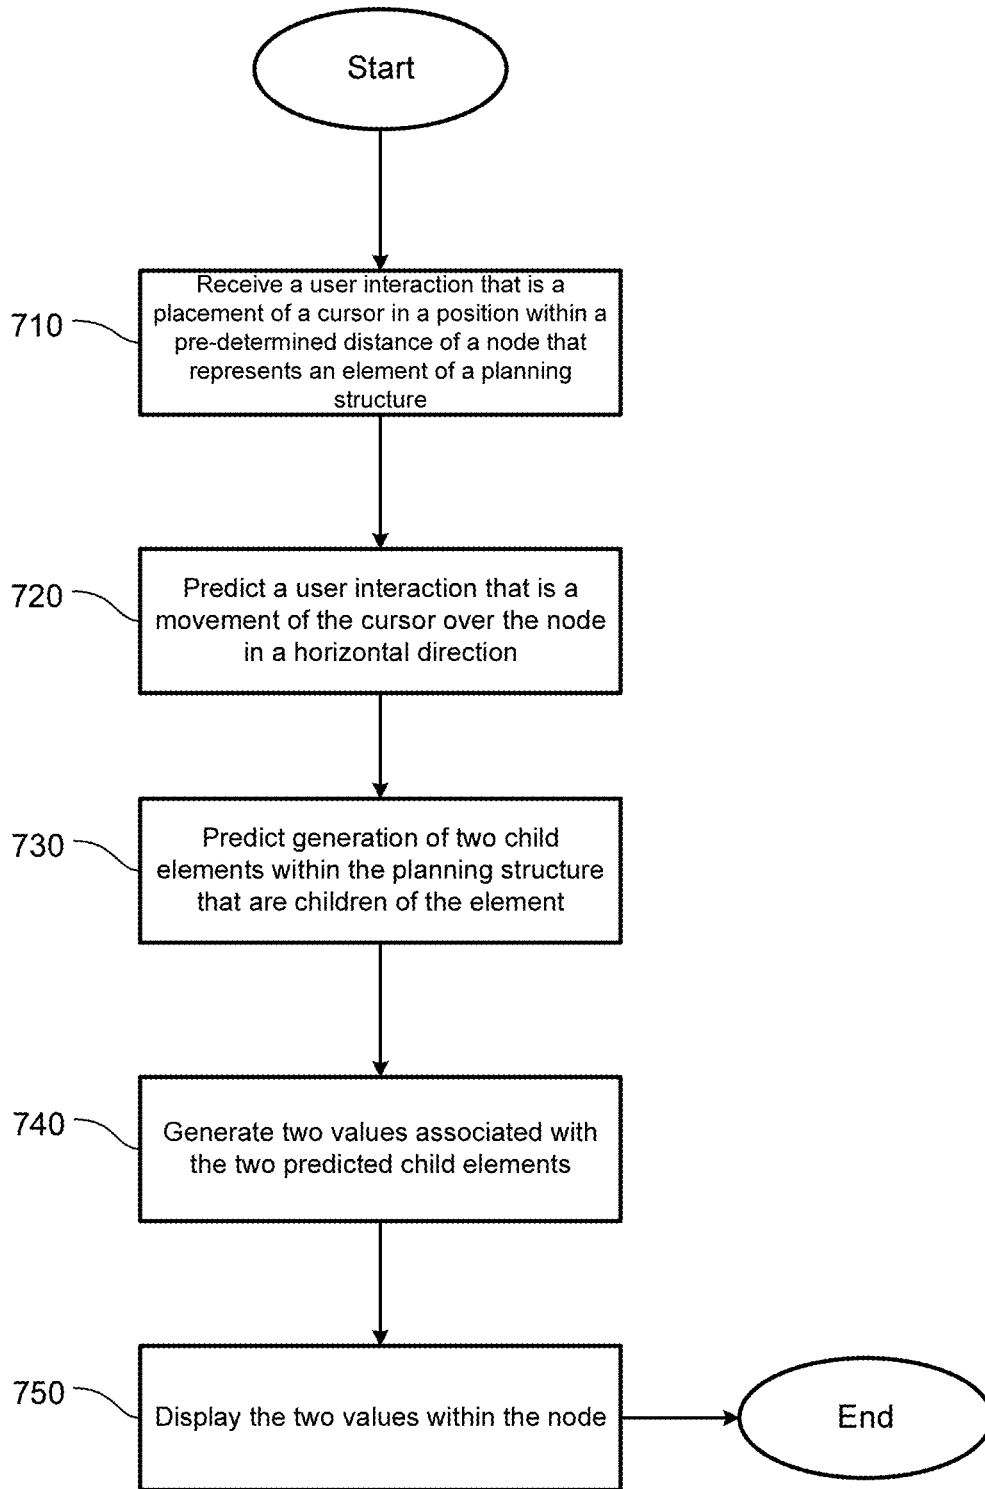 Start
710
Receive a user interaction that is a
placement of a cursor in a position within a
pre-determined distance of a node that
represents an element of a planning
structure
720
Predict a user interaction that is a
movement of the cursor over the node
in a horizontal direction
730
Predict generation of two child
elements within the planning structure
that are children of the element
740
Generate two values associated with
the two predicted child elements
750
Display the two values within the node
End